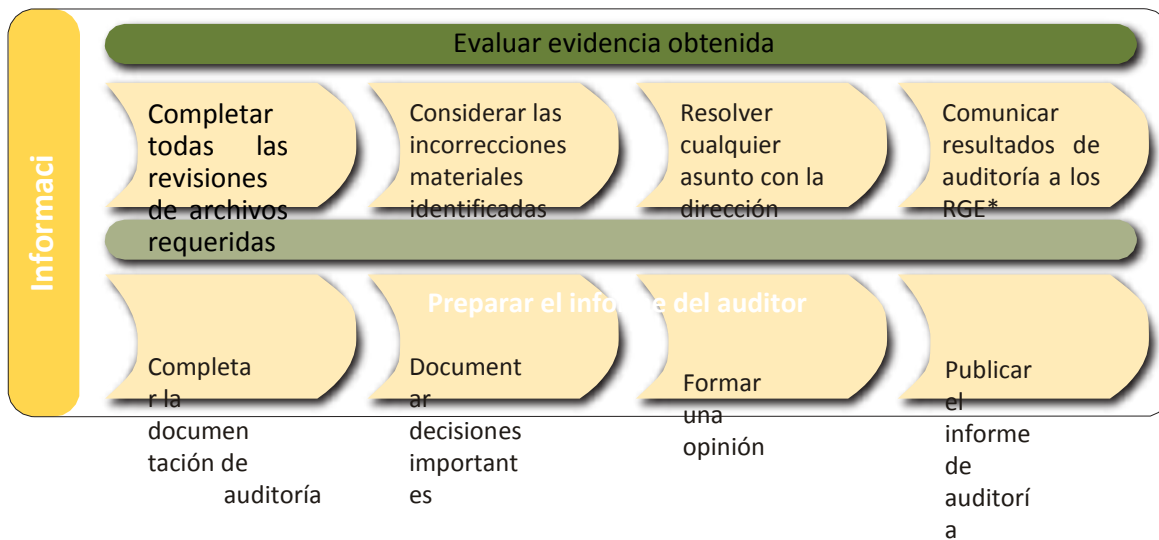 Informaci
Evaluar evidencia obtenida
Completar
todas las
revisiones
de archivos
requeridas
Considerar las
incorrecciones
materiales
identificadas
Resolver
cualquier
asunto con la
dirección
Comunicar
resultados de
auditoría a los
RGE*
Preparar el informe del auditor
Completa
r la
documen
tación de
auditoría
Document
ar
decisiones
important
es
Formar
una
opinión
Publicar
el
informe
de
auditorí
a